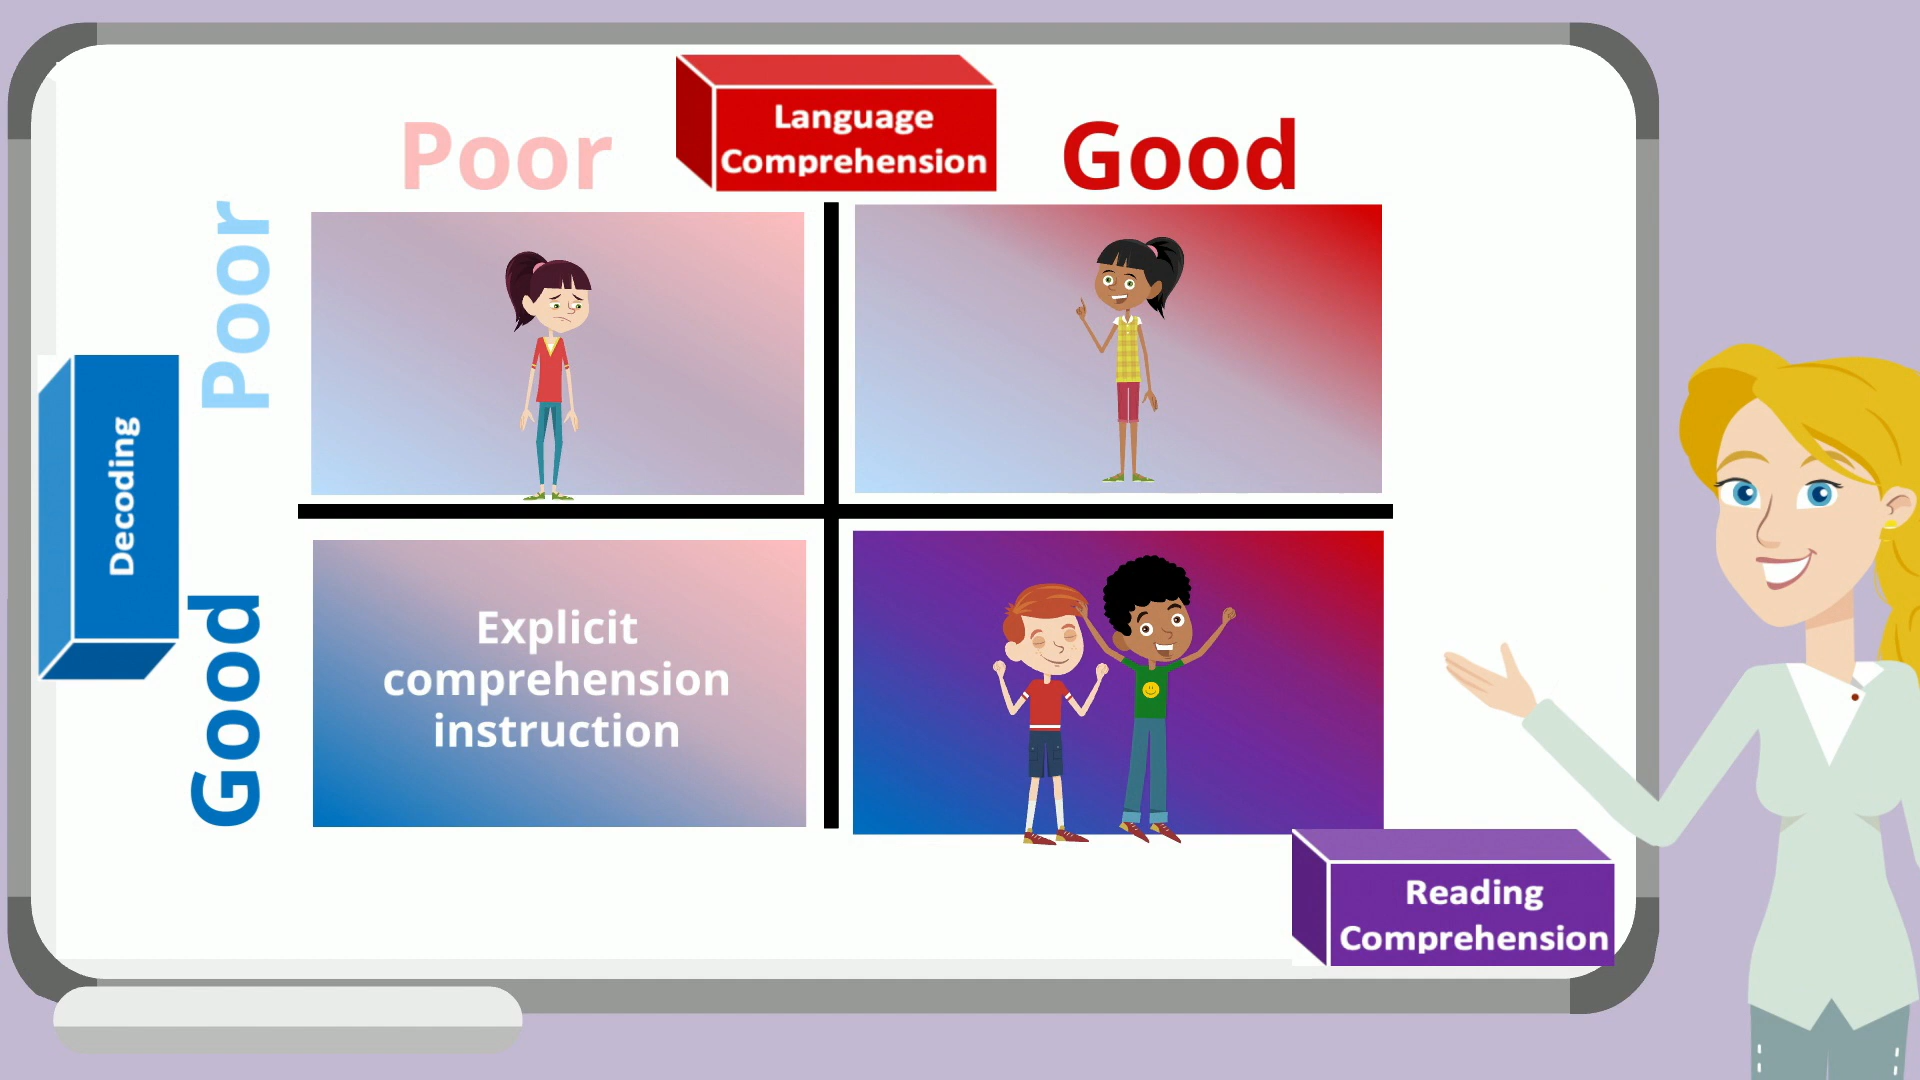 Language
Comprehension
Poor
Good
Poor
Decoding
Good
Explicit
comprehension
instruction
Reading
Comprehension